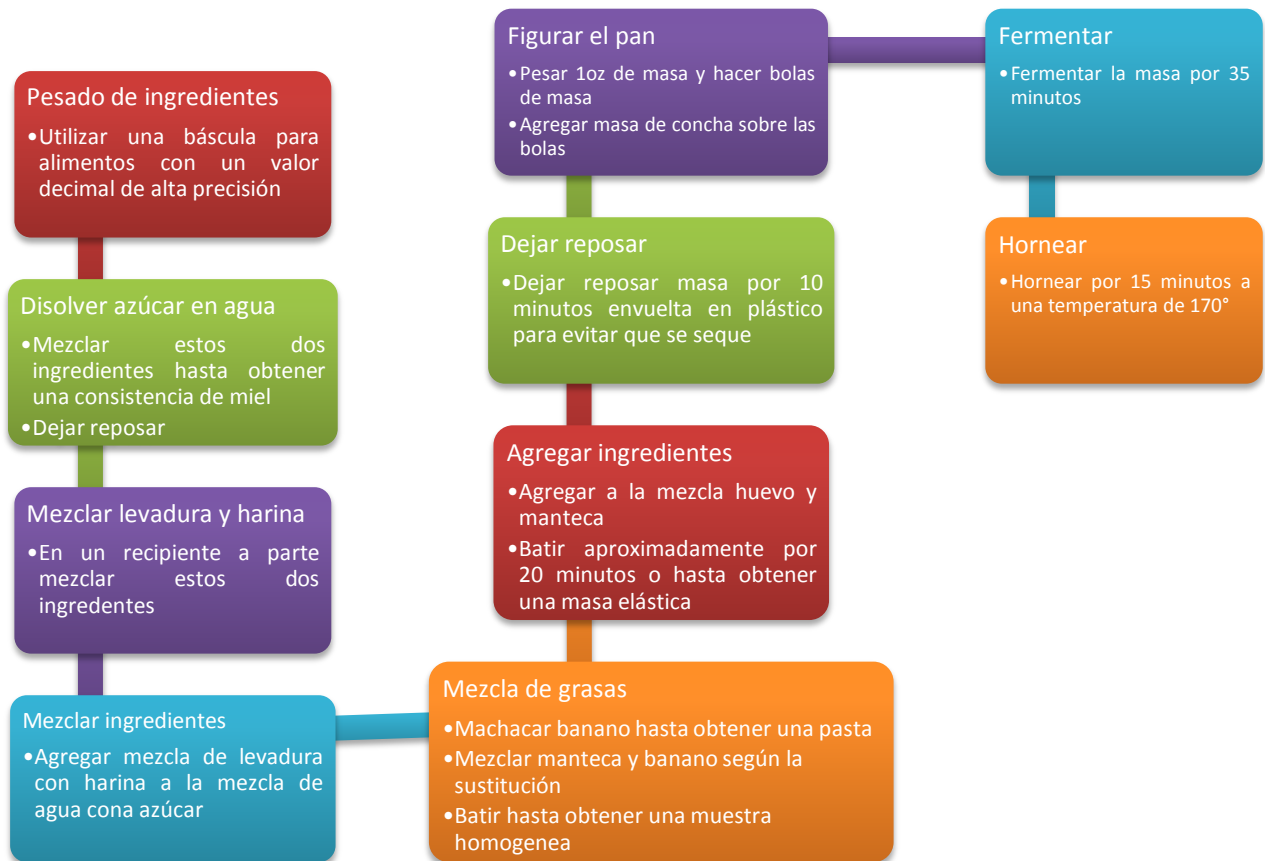 Pesado de ingredientes
•Utilizar una báscula para
alimentos con un valor
decimal de alta precisión
Disolver azúcar en agua
•Mezclar estos dos
ingredientes hasta obtener
una consistencia de miel
•Dejar reposar
Mezclar levadura y harina
•En un recipiente a parte
mezclar estos dos
ingredentes
Mezclar ingredientes
•Agregar mezcla de levadura
con harina a la mezcla de
agua cona azúcar
Mezcla de grasas
•Machacar banano hasta obtener una pasta
•Mezclar manteca y banano según la
sustitución
•Batir hasta obtener una muestra
homogenea
Agregar ingredientes
•Agregar a la mezcla huevo y
manteca
•Batir aproximadamente por
20 minutos o hasta obtener
una masa elástica
Dejar reposar
•Dejar reposar masa por 10
minutos envuelta en plástico
para evitar que se seque
Figurar el pan
•Pesar 1oz de masa y hacer bolas
de masa
•Agregar masa de concha sobre las
bolas
Fermentar
•Fermentar la masa por 35
minutos
Hornear
•Hornear por 15 minutos a
una temperatura de 170°